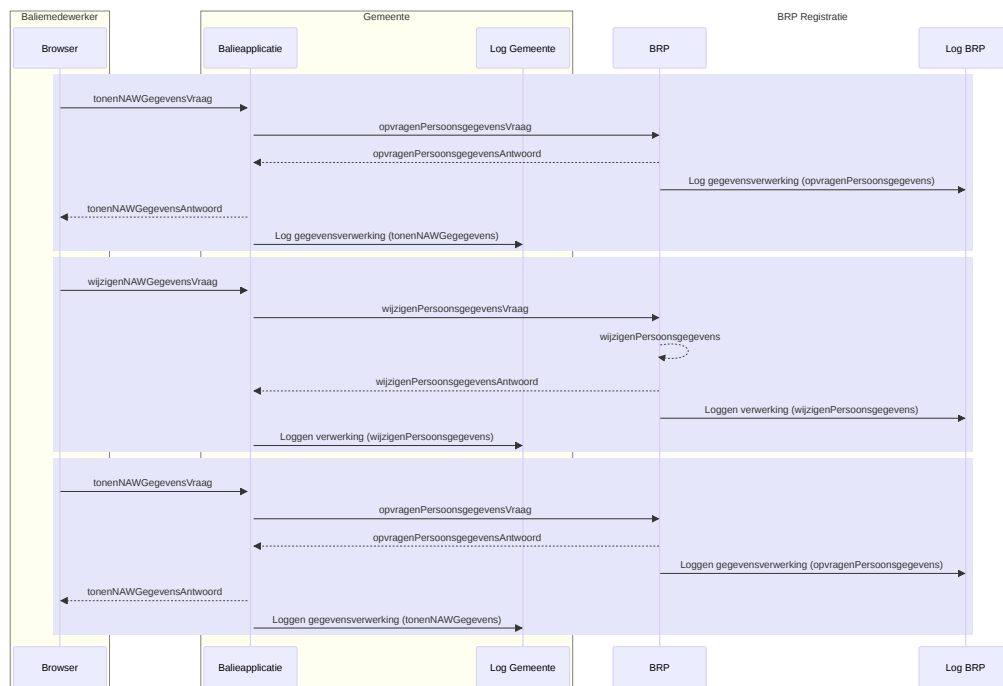 Baliemedewerker
Gemeente
BRP Registratie
Browser
Balieapplicatie
Log Gemeente
BRP
Log BRP
tonenNAWGegevensVraag
opvragenPersoonsgegevensVraag
opvragenPersoonsgegevensAntwoord
Log gegevensverwerking (opvragenPersoonsgegevens)
tonenNAWGegevensAntwoord
Log gegevensverwerking (tonenNAWGegegevens)
wijzigenNAWGegevensVraag
wijzigenPersoonsgegevensVraag
wijzigenPersoonsgegevens
wijzigenPersoonsgegevensAntwoord
Loggen verwerking (wijzigenPersoonsgegevens)
Loggen verwerking (wijzigenPersoonsgegevens)
tonenNAWGegevensVraag
opvragenPersoonsgegevensVraag
opvragenPersoonsgegevensAntwoord
Loggen gegevensverwerking (opvragenPersoonsgegevens)
tonenNAWGegevensAntwoord
Loggen gegevensverwerking (tonenNAWGegevens)
Browser
Balieapplicatie
Log Gemeente
BRP
Log BRP